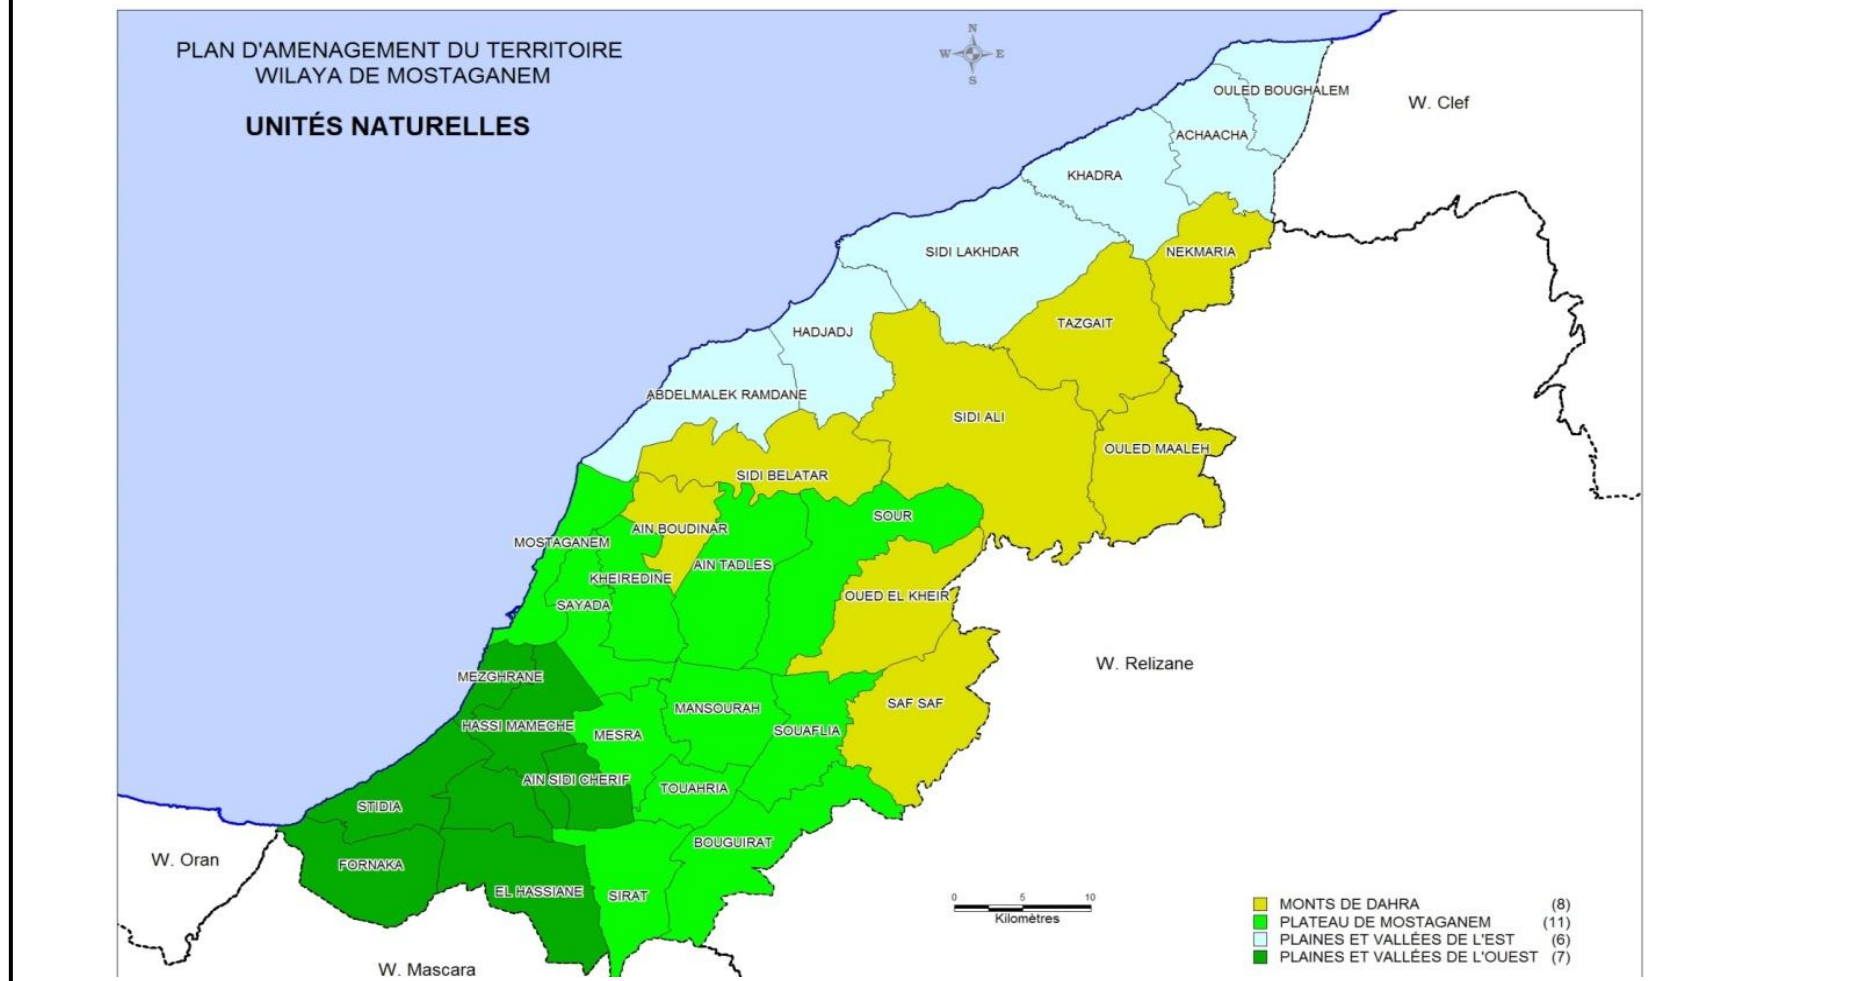 PLAN D'AMENAGEMENT DU TERRITOIRE
WILAYA DE MOSTAGANEM
UNITÉS NATURELLES
N
W E
S
OULED BOUGHALEM
W. Clef
ACHAACHA
KHADRA
SIDI LAKHDAR
NEKMARIA
TAZGAIT
HADJADJ
ABDELMALEK RAMDANE
SIDI ALI
OULED MAALEH
SIDI BELATAR
SOUR
AIN BOUDINAR
MOSTAGANEM
AIN TADLES
KHEIREDINE
OUED EL KHEIR
SAYADA
W. Relizane
MEZGHRANE
SAF SAF
MANSOURAH
HASSI MAMECHE
SOUAFLIA
MESRA
AIN SIDI CHERIF
TOUAHRIA
STIDIA
BOUGUIRAT
W. Oran
FORNAKA
EL HASSIANE
SIRAT
0 5 10
Kilomètres
MONTS DE DAHRA (8)
PLATEAU DE MOSTAGANEM (11)
PLAINES ET VALLÉES DE L'EST (6)
PLAINES ET VALLÉES DE L'OUEST (7)
W. Mascara